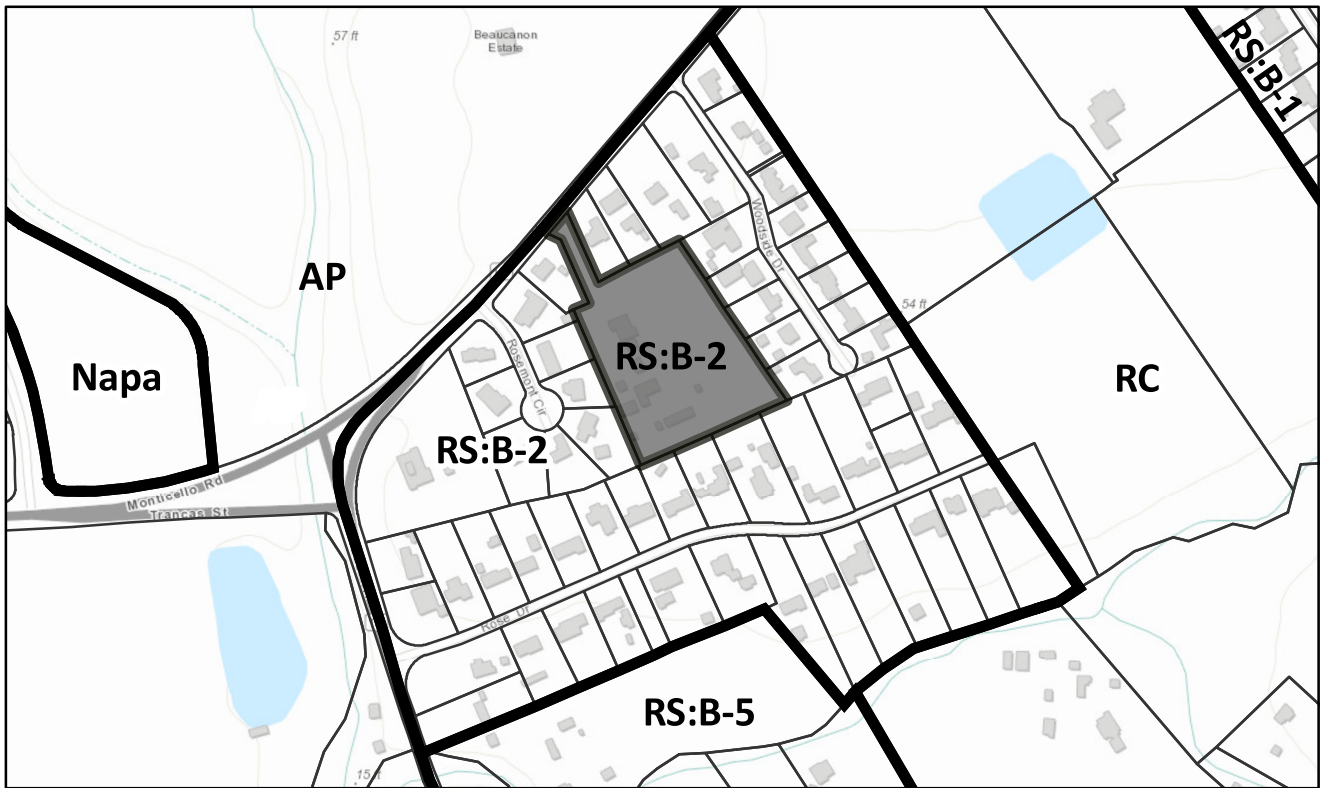 57 ft
Beaucanon
Estate
RS:B-1
AP
Woodside Dr
54 ft
Napa
Rosemont Cir
RS:B-2
RC
RS:B-2
Monticello Rd
Trancas St
Rose Dr
RS:B-5
15 ft